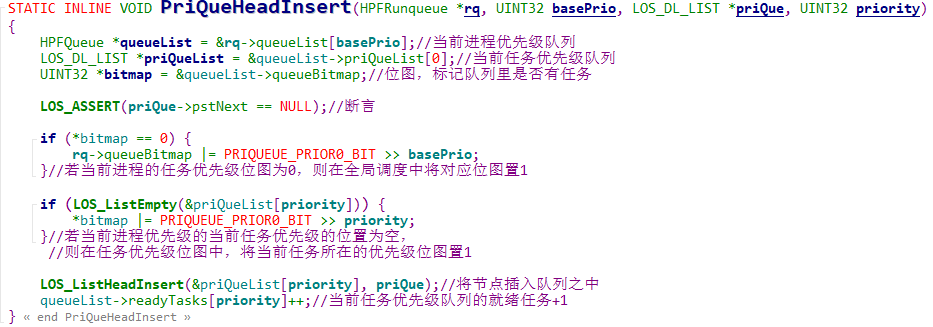 STATIC INLINE VOID PriQueHeadInsert(HPFRunqueue *rq, UINT32 basePrio, LOS_DL_LIST *priQue, UINT32 priority)
{
    HPFQueue *queueList = &rq->queueList[basePrio];//当前进程优先级队列
    LOS_DL_LIST *priQueList = &queueList->priQueList[0];//当前任务优先级队列
    UINT32 *bitmap = &queueList->queueBitmap;//位图，标记队列里是否有任务

    LOS_ASSERT(priQue->pstNext == NULL);//断言

    if (*bitmap == 0) {
        rq->queueBitmap |= PRIQUEUE_PRIOR0_BIT >> basePrio;
    }//若当前进程的任务优先级位图为0，则在全局调度中将对应位图置1

    if (LOS_ListEmpty(&priQueList[priority])) {
        *bitmap |= PRIQUEUE_PRIOR0_BIT >> priority;
    }//若当前进程优先级的当前任务优先级的位置为空，
     //则在任务优先级位图中，将当前任务所在的优先级位图置1

    LOS_ListHeadInsert(&priQueList[priority], priQue);//将节点插入队列之中
    queueList->readyTasks[priority]++;//当前任务优先级队列的就绪任务+1
} « end PriQueHeadInsert »